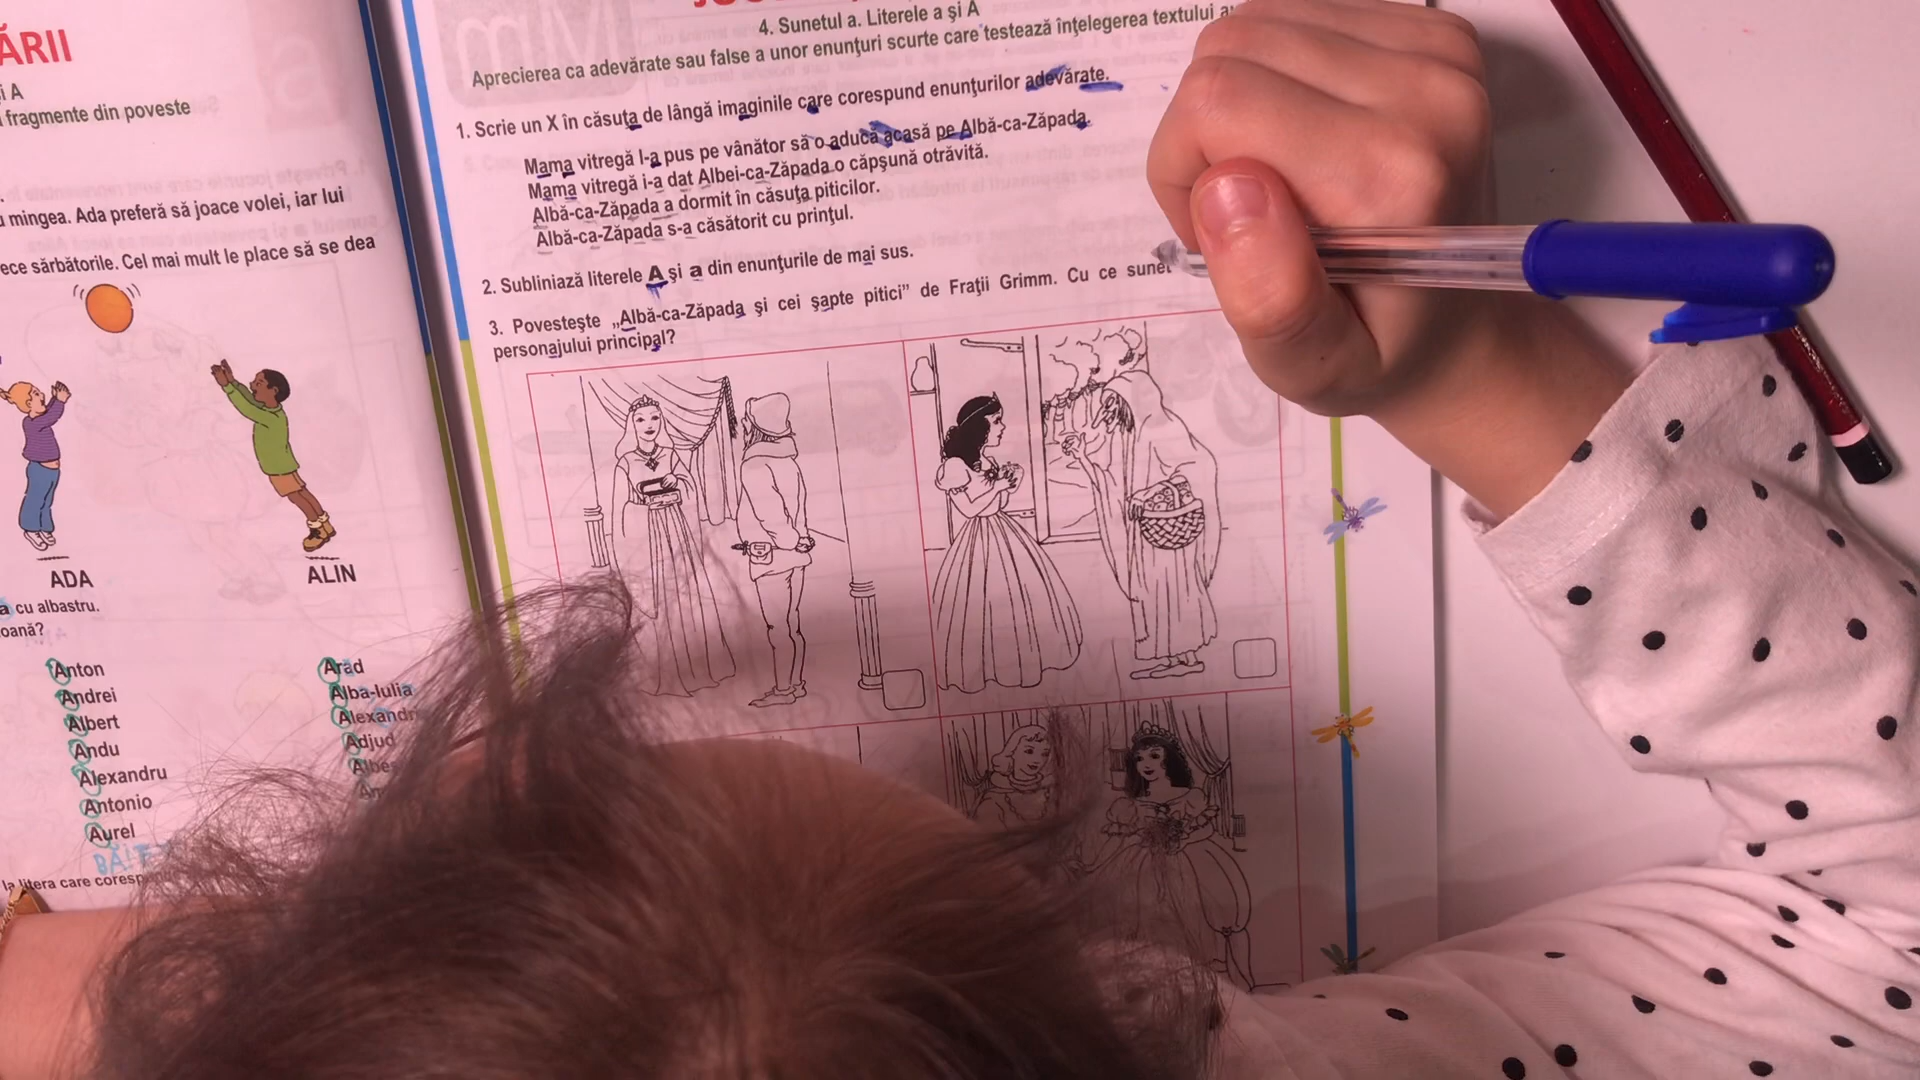 ĂRII
şi A
fragmente din poveste
mingea. Ada preferă să joace volei, iar lui
sărbătorile. Cel mai mult le place să se dea
ADA
ALIN
a cu albastru.
Anton
Andrei
Albert
Andu
Alexandru
Antonio
Aurel
Arad
Alba-Iulia
Adjud
la litera care
4. Sunetul a. Literele a şi A
Aprecierea ca adevărate sau false a unor enunţuri scurte care testează înţelegerea textului
1. Scrie un X în căsuţa de lângă imaginile care corespund enunţurilor adevărate.
Mama vitregă l-a pus pe vânător să o aducă acasă pe Albă-ca-Zăpada.
Mama vitregă i-a dat Albei-ca-Zăpada o căpşună otrăvită.
Albă-ca-Zăpada a dormit în căsuţa piticilor.
Albă-ca-Zăpada s-a căsătorit cu prinţul.
2. Subliniază literele A şi a din enunţurile de mai sus.
3. Povesteşte „Albă-ca-Zăpada şi cei şapte pitici” de Fraţii Grimm. Cu ce sunet
personajului principal?